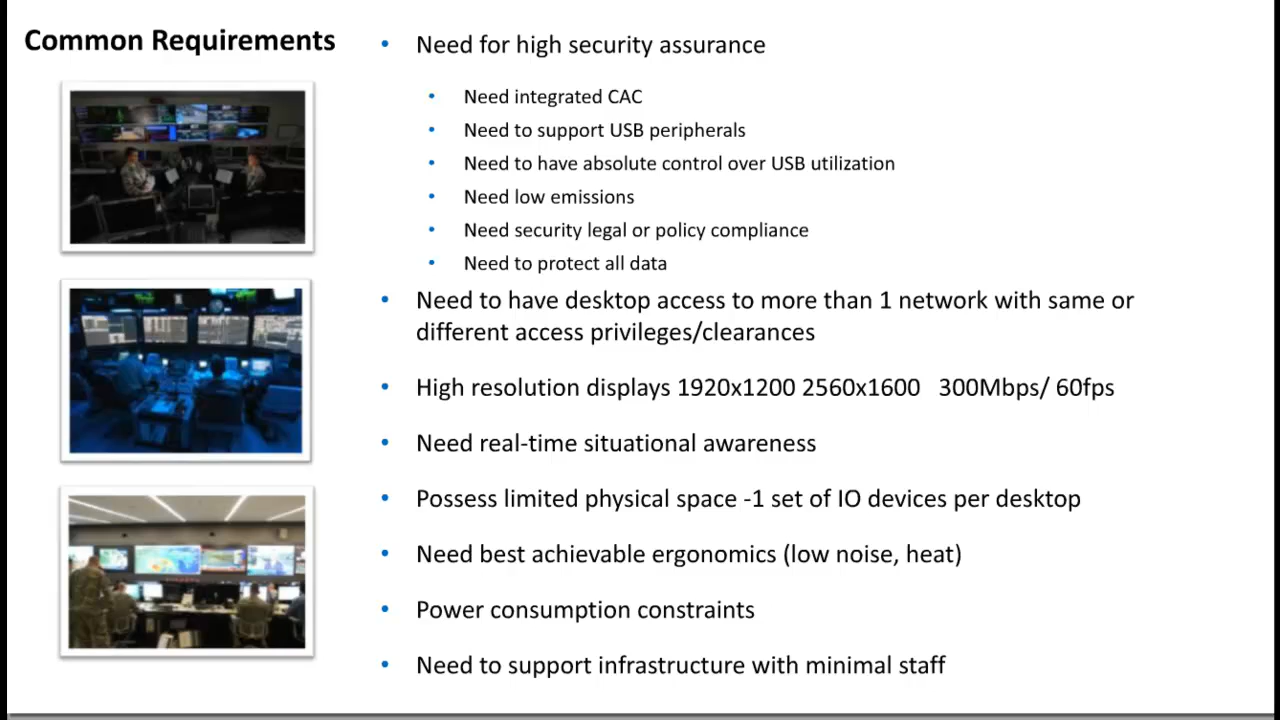 Common Requirements
• Need for high security assurance
• Need integrated CAC
• Need to support USB peripherals
• Need to have absolute control over USB utilization
• Need low emissions
• Need security legal or policy compliance
• Need to protect all data
• Need to have desktop access to more than 1 network with same or
different access privileges/clearances
• High resolution displays 1920x1200 2560x1600   300Mbps/ 60fps
• Need real-time situational awareness
• Possess limited physical space -1 set of IO devices per desktop
• Need best achievable ergonomics (low noise, heat)
• Power consumption constraints
• Need to support infrastructure with minimal staff